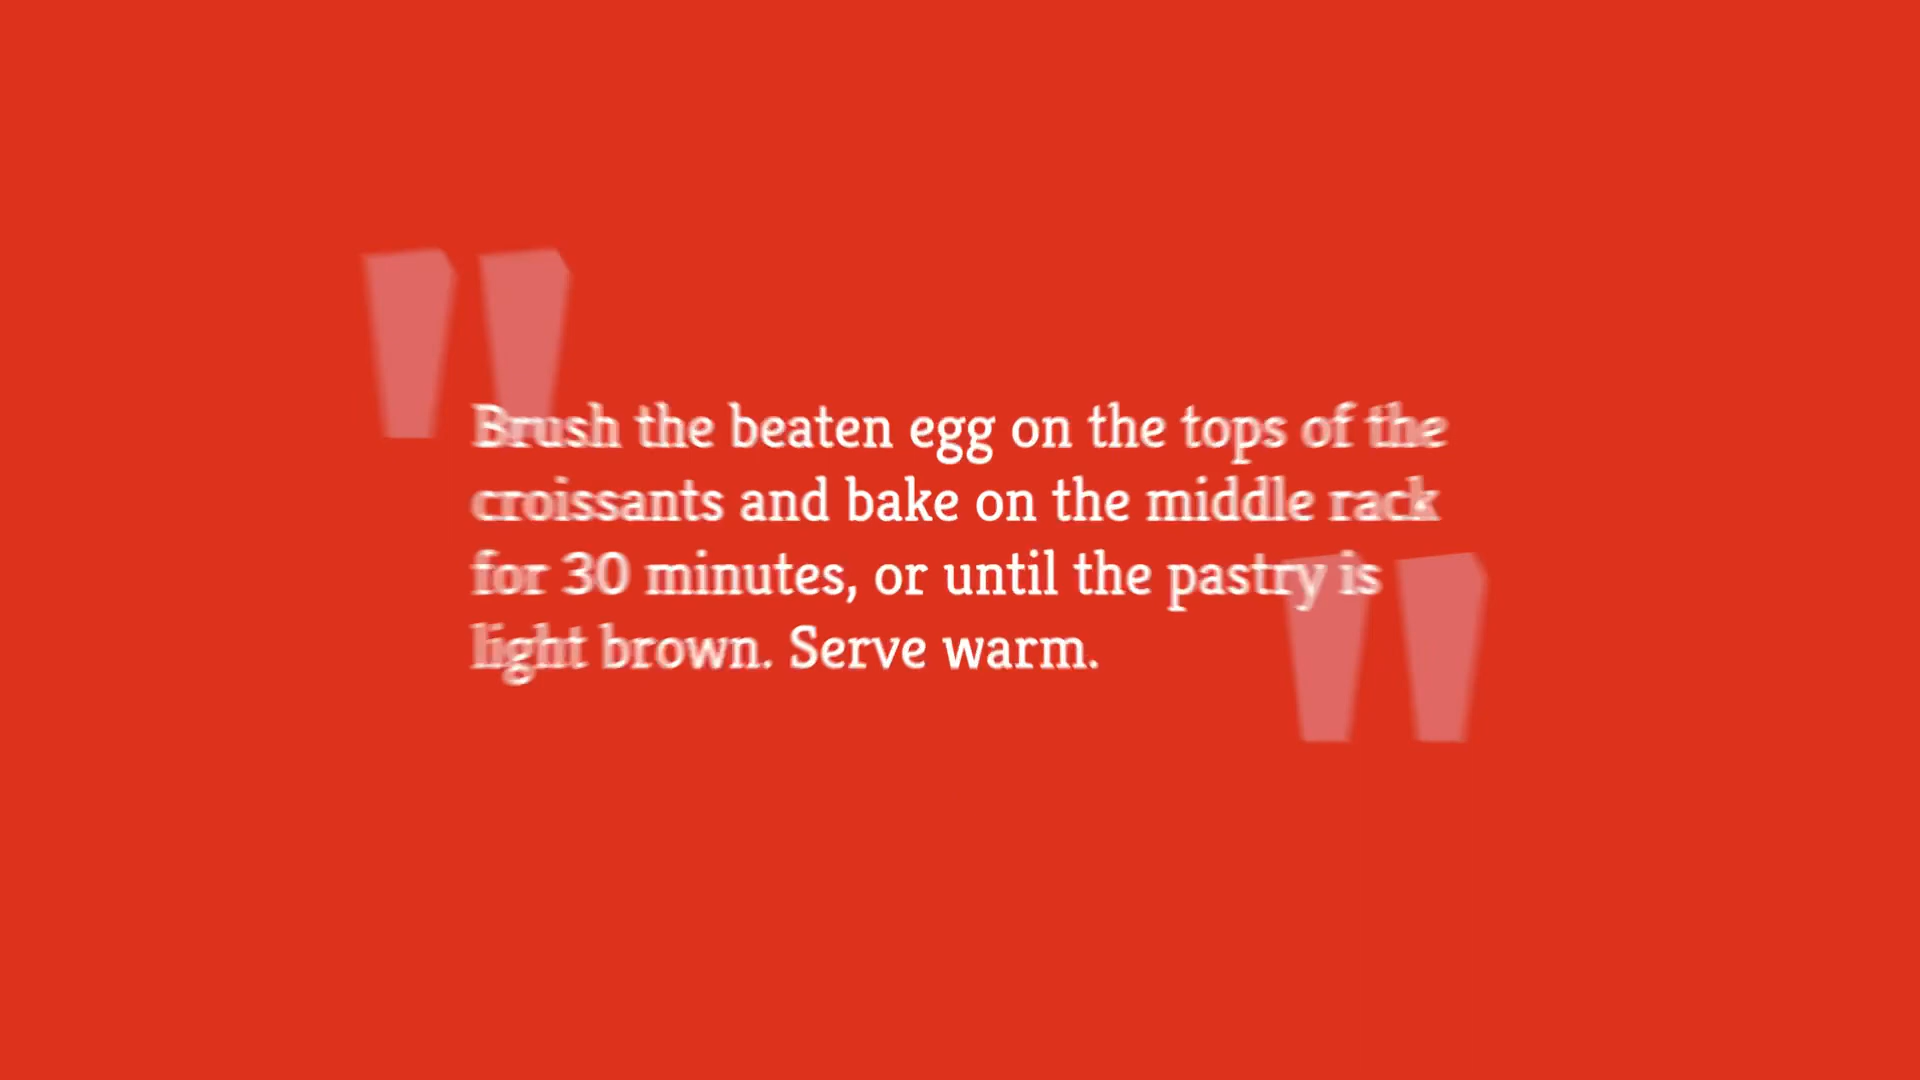 "Brush the beaten egg on the tops of the
croissants and bake on the middle rack
for 30 minutes, or until the pastry is
light brown. Serve warm."